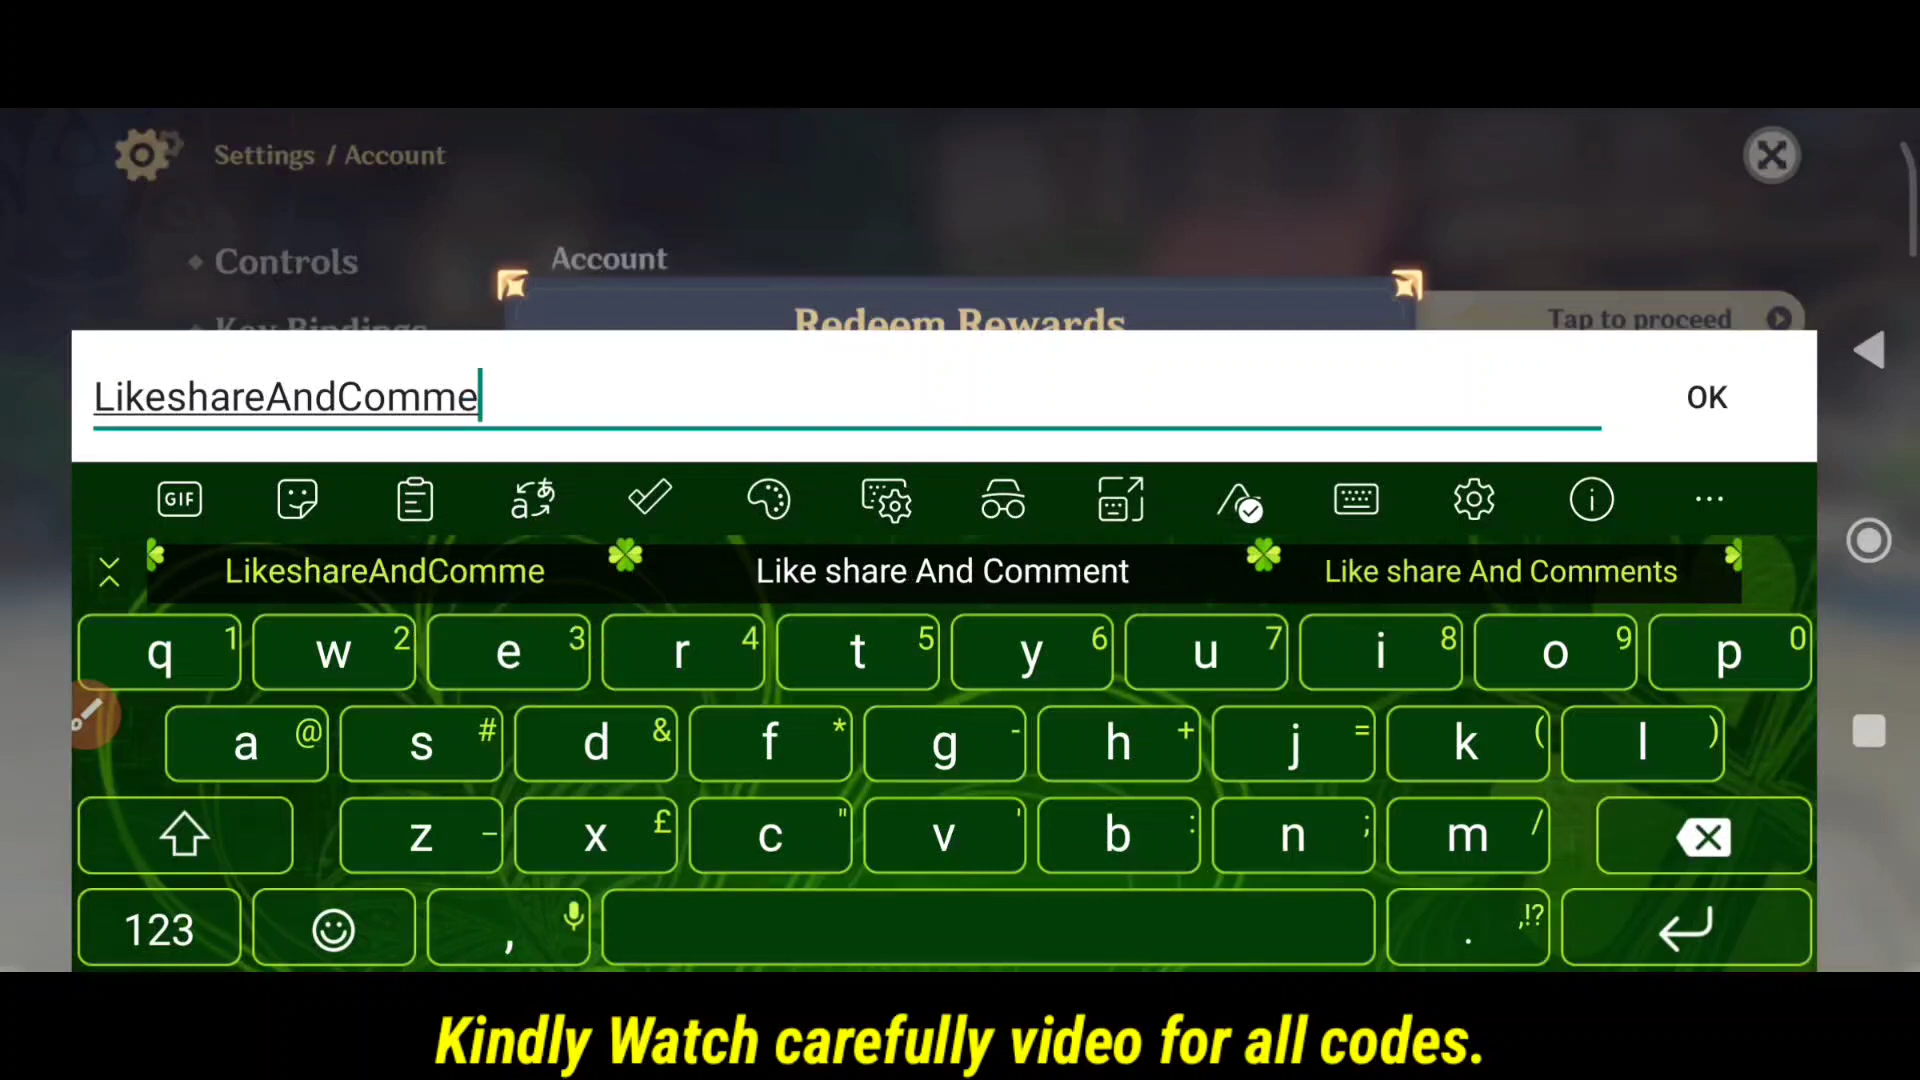 Settings / Account
Controls
Account
Key Bindings
Redeem Rewards
Tap to proceed
LikeshareAndComme
OK
GIF
LikeshareAndComme
Like share And Comment
Like share And Comments
q 1 w 2 e 3 r 4 t 5 y 6 u 7 i 8 o 9 p 0
a @ s # d & f * g - h + j = k ( l )
z _ x £ c " v ' b : n ; m /
123 , . ,!?
Kindly Watch carefully video for all codes.